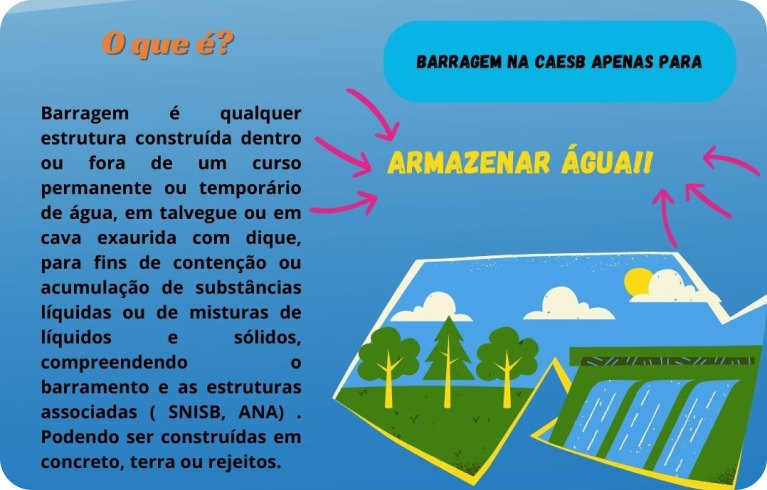 O que é?
Barragem é qualquer
estrutura construída dentro
ou fora de um curso
permanente ou temporário
de água, em talvegue ou em
cava exaurida com dique,
para fins de contenção ou
acumulação de substâncias
líquidas ou de misturas de
líquidos e sólidos,
compreendendo o
barramento e as estruturas
associadas ( SNISB, ANA) .
Podendo ser construídas em
concreto, terra ou rejeitos.
BARRAGEM NA CAESB APENAS PARA
ARMAZENAR ÁGUA!!